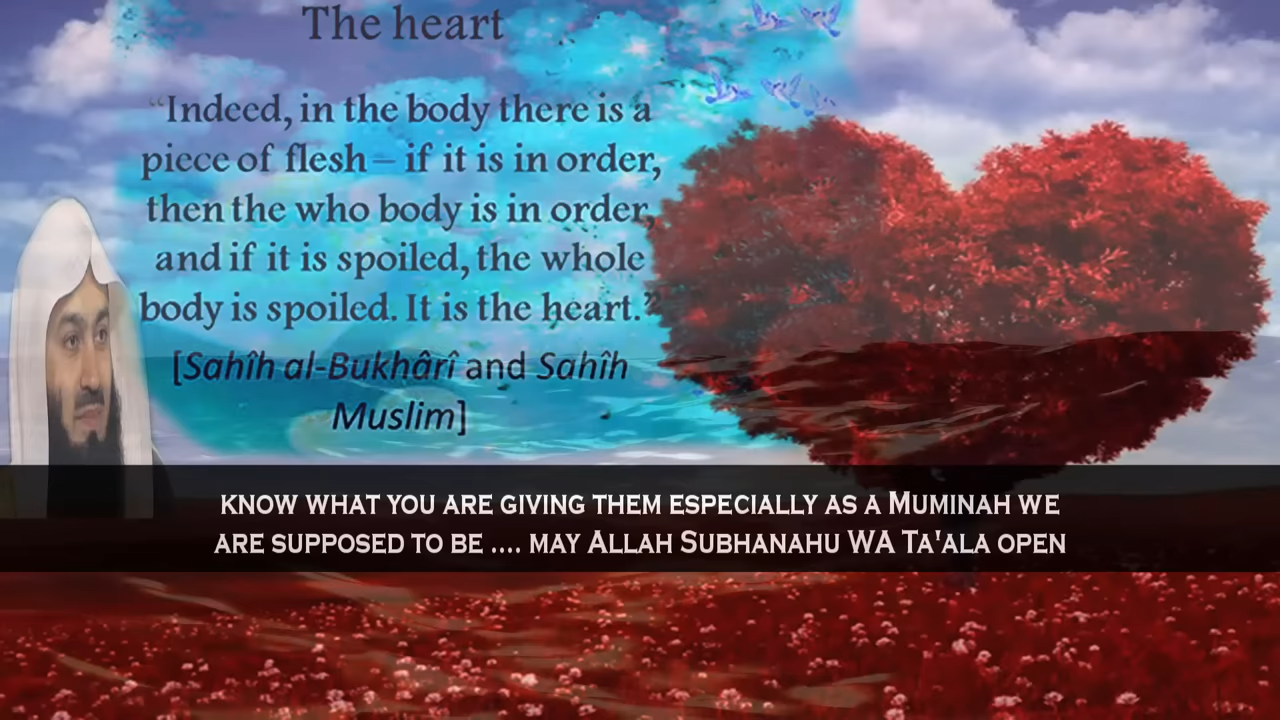 The heart
“Indeed, in the body there is a
piece of flesh – if it is in order,
then the who body is in order,
and if it is spoiled, the whole
body is spoiled. It is the heart.”
[Sahîh al-Bukhârî and Sahîh
Muslim]
KNOW WHAT YOU ARE GIVING THEM ESPECIALLY AS A MUMINAH WE
ARE SUPPOSED TO BE .... MAY ALLAH SUBHANAHU WA TA'ALA OPEN